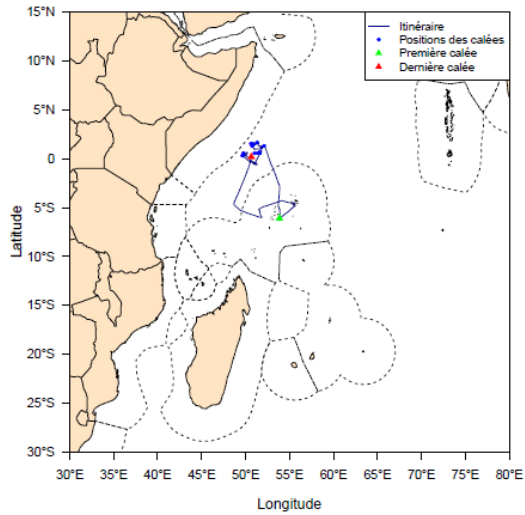 15°N
10°N
5°N
0
5°S
10°S
15°S
20°S
25°S
30°S
Latitude
Itinéraire
Positions des calées
Première calée
Dernière calée
30°E 35°E 40°E 45°E 50°E 55°E 60°E 65°E 70°E 75°E 80°E
Longitude